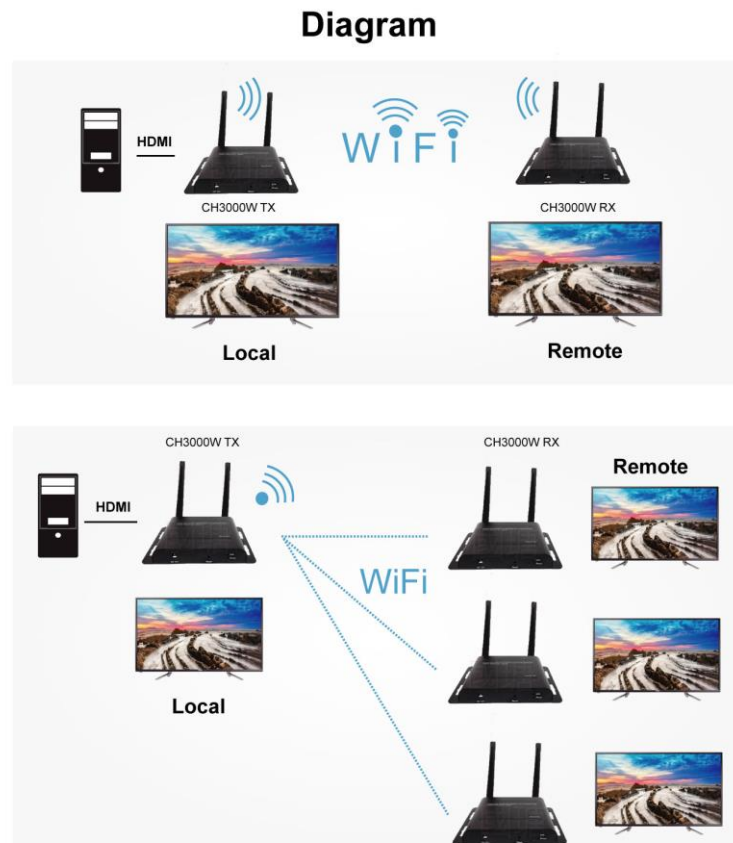 Diagram
HDMI
WiFi
CH3000W TX
CH3000W RX
Local
Remote
CH3000W TX
CH3000W RX
Remote
HDMI
WiFi
Local